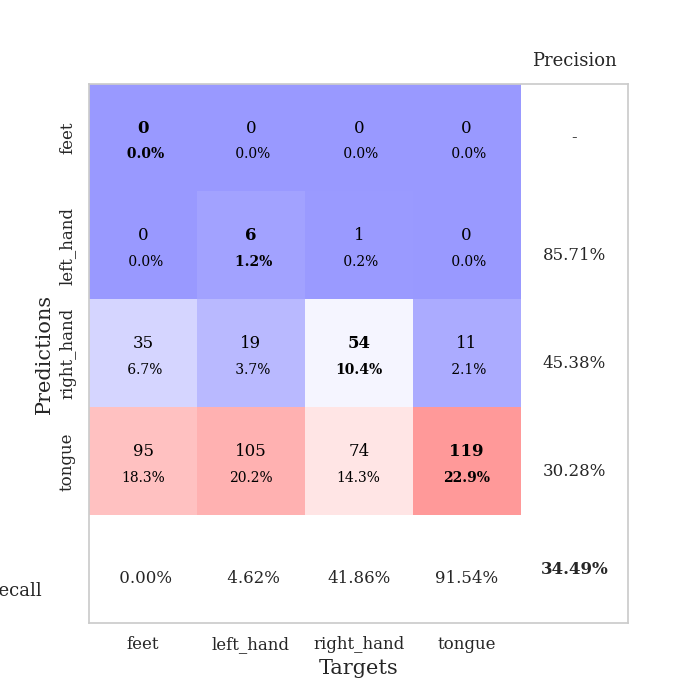 Precision
feet
0 0 0 0 -
0.0% 0.0% 0.0% 0.0%
left_hand
0 6 1 0 85.71%
0.0% 1.2% 0.2% 0.0%
Predictions
right_hand
35 19 54 11 45.38%
6.7% 3.7% 10.4% 2.1%
tongue
95 105 74 119 30.28%
18.3% 20.2% 14.3% 22.9%
ecall 0.00% 4.62% 41.86% 91.54% 34.49%
feet left_hand right_hand tongue
Targets